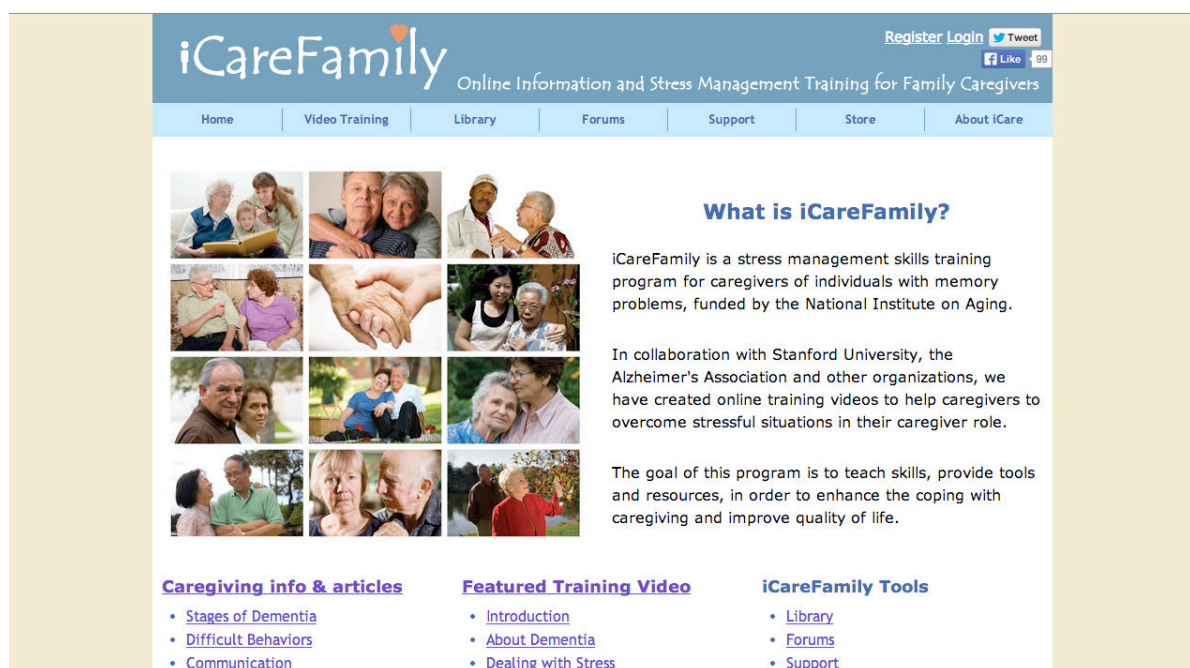 iCareFamily
Register Login Tweet
Like 99
Online Information and Stress Management Training for Family Caregivers
Home Video Training Library Forums Support Store About iCare
What is iCareFamily?
iCareFamily is a stress management skills training
program for caregivers of individuals with memory
problems, funded by the National Institute on Aging.
In collaboration with Stanford University, the
Alzheimer's Association and other organizations, we
have created online training videos to help caregivers to
overcome stressful situations in their caregiver role.
The goal of this program is to teach skills, provide tools
and resources, in order to enhance the coping with
caregiving and improve quality of life.
Caregiving info & articles
• Stages of Dementia
• Difficult Behaviors
• Communication
Featured Training Video
• Introduction
• About Dementia
• Dealing with Stress
iCareFamily Tools
• Library
• Forums
• Support